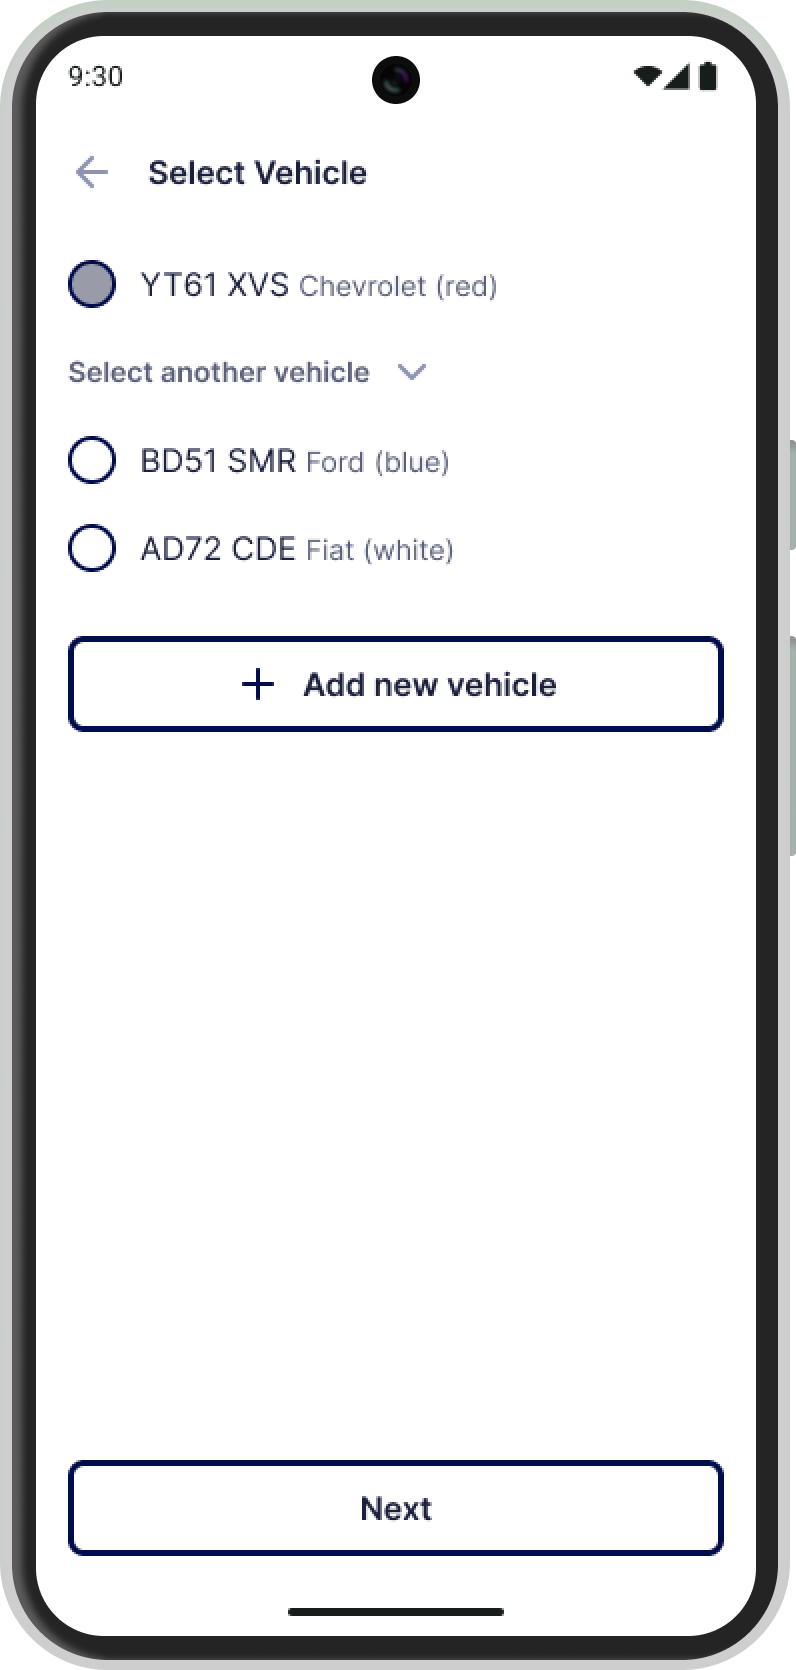 9:30
Select Vehicle
YT61 XVS Chevrolet (red)
Select another vehicle
BD51 SMR Ford (blue)
AD72 CDE Fiat (white)
Add new vehicle
Next